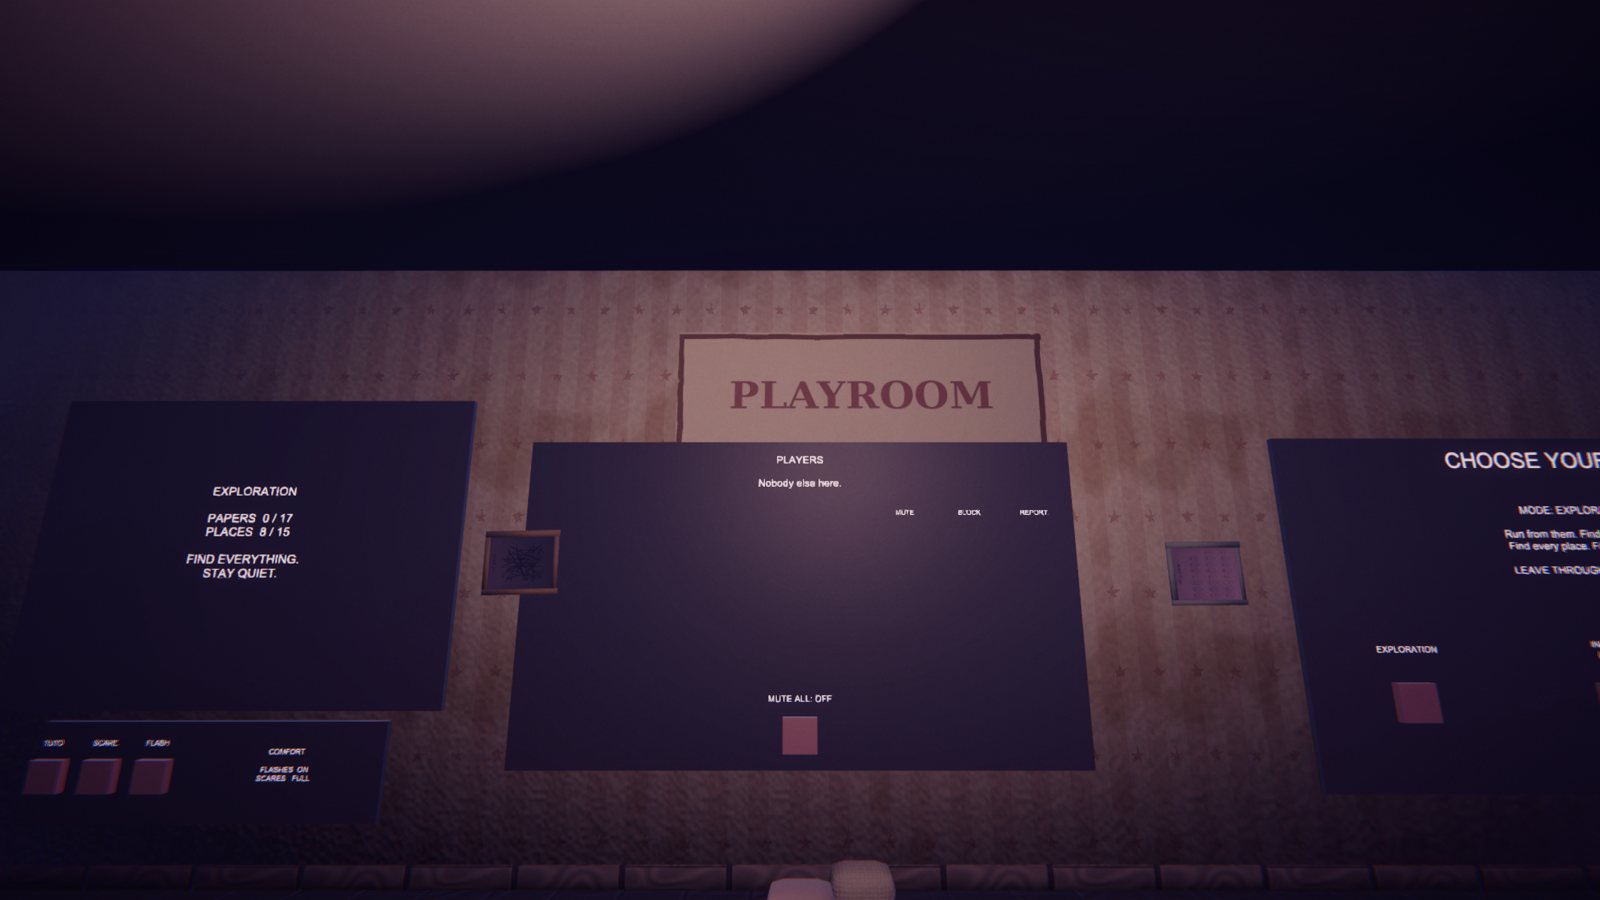 PLAYROOM
EXPLORATION
PAPERS 0 / 17
PLACES 8 / 15
FIND EVERYTHING.
STAY QUIET.
TUTO
SCARE
FLASH
COMFORT
FLASHES ON
SCARES FULL
PLAYERS
Nobody else here.
MUTE
BLOCK
REPORT
MUTE ALL: OFF
CHOOSE YOUR
MODE: EXPLOR
Run from them. Find
Find every place. F
LEAVE THROUG
EXPLORATION